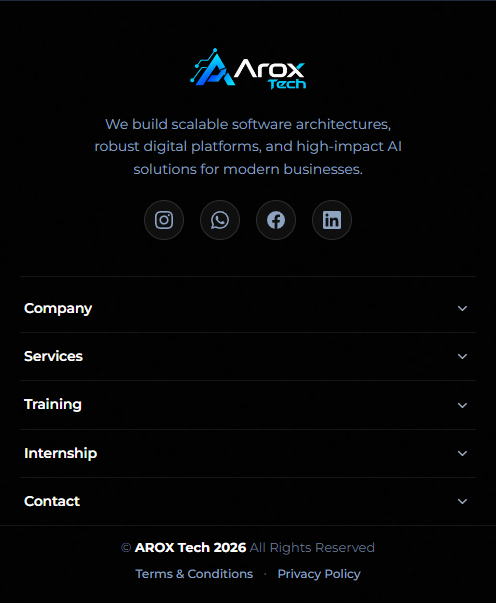 Arox
Tech
We build scalable software architectures,
robust digital platforms, and high-impact AI
solutions for modern businesses.
Company
Services
Training
Internship
Contact
© AROX Tech 2026 All Rights Reserved
Terms & Conditions · Privacy Policy